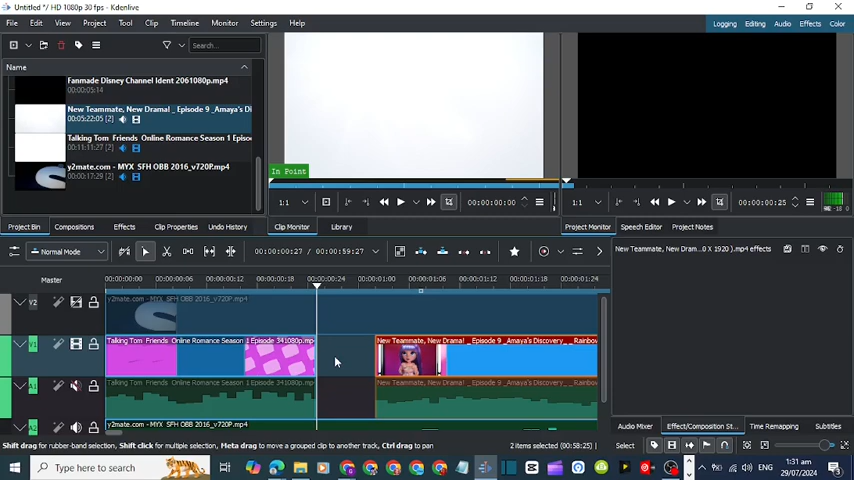 Untitled */ HD 1080p 30 fps - Kdenlive
File Edit View Project Tool Clip Timeline Monitor Settings Help
Logging Editing Audio Effects Color
Search...
Name
Fanmade Disney Channel Ident 2061080p.mp4
00:00:05:14
New Teammate, New Drama! _ Episode 9 _Amaya's Di
00:05:22:05 [2]
Talking Tom Friends Online Romance Season 1 Episo
00:11:11:27 [2]
y2mate.com - MYX SFH OBB 2016_v720P.mp4
00:00:17:29 [2]
In Point
1:1 00:00:00:00
1:1 00:00:00:25
-18 0
Project Bin Compositions Effects Clip Properties Undo History
Clip Monitor Library
Project Monitor Speech Editor Project Notes
Normal Mode
00:00:00:27 / 00:00:59:27
New Teammate, New Dram...0 X 1920 ).mp4 effects
Master
00:00:00:00 00:00:00:06 00:00:00:12 00:00:00:18 00:00:00:24 00:00:01:00 00:00:01:06 00:00:01:12 00:00:01:18 00:00:01:24
V2
y2mate.com - MYX SFH OBB 2016_v720P.mp4
V1
Talking Tom Friends Online Romance Season 1 Episode 341080p.mp
New Teammate, New Drama! _ Episode 9 _Amaya's Discovery_ _ Rainbow
A1
Talking Tom Friends Online Romance Season 1 Episode 341080p.mp
New Teammate, New Drama! _ Episode 9 _Amaya's Discovery_ _ Rainbow
A2
y2mate.com - MYX SFH OBB 2016_v720P.mp4
Audio Mixer Effect/Composition St... Time Remapping Subtitles
Shift drag for rubber-band selection, Shift click for multiple selection, Meta drag to move a grouped clip to another track, Ctrl drag to pan
2 items selected (00:58:25)
Select
Type here to search
ENG
1:31 am
29/07/2024
3